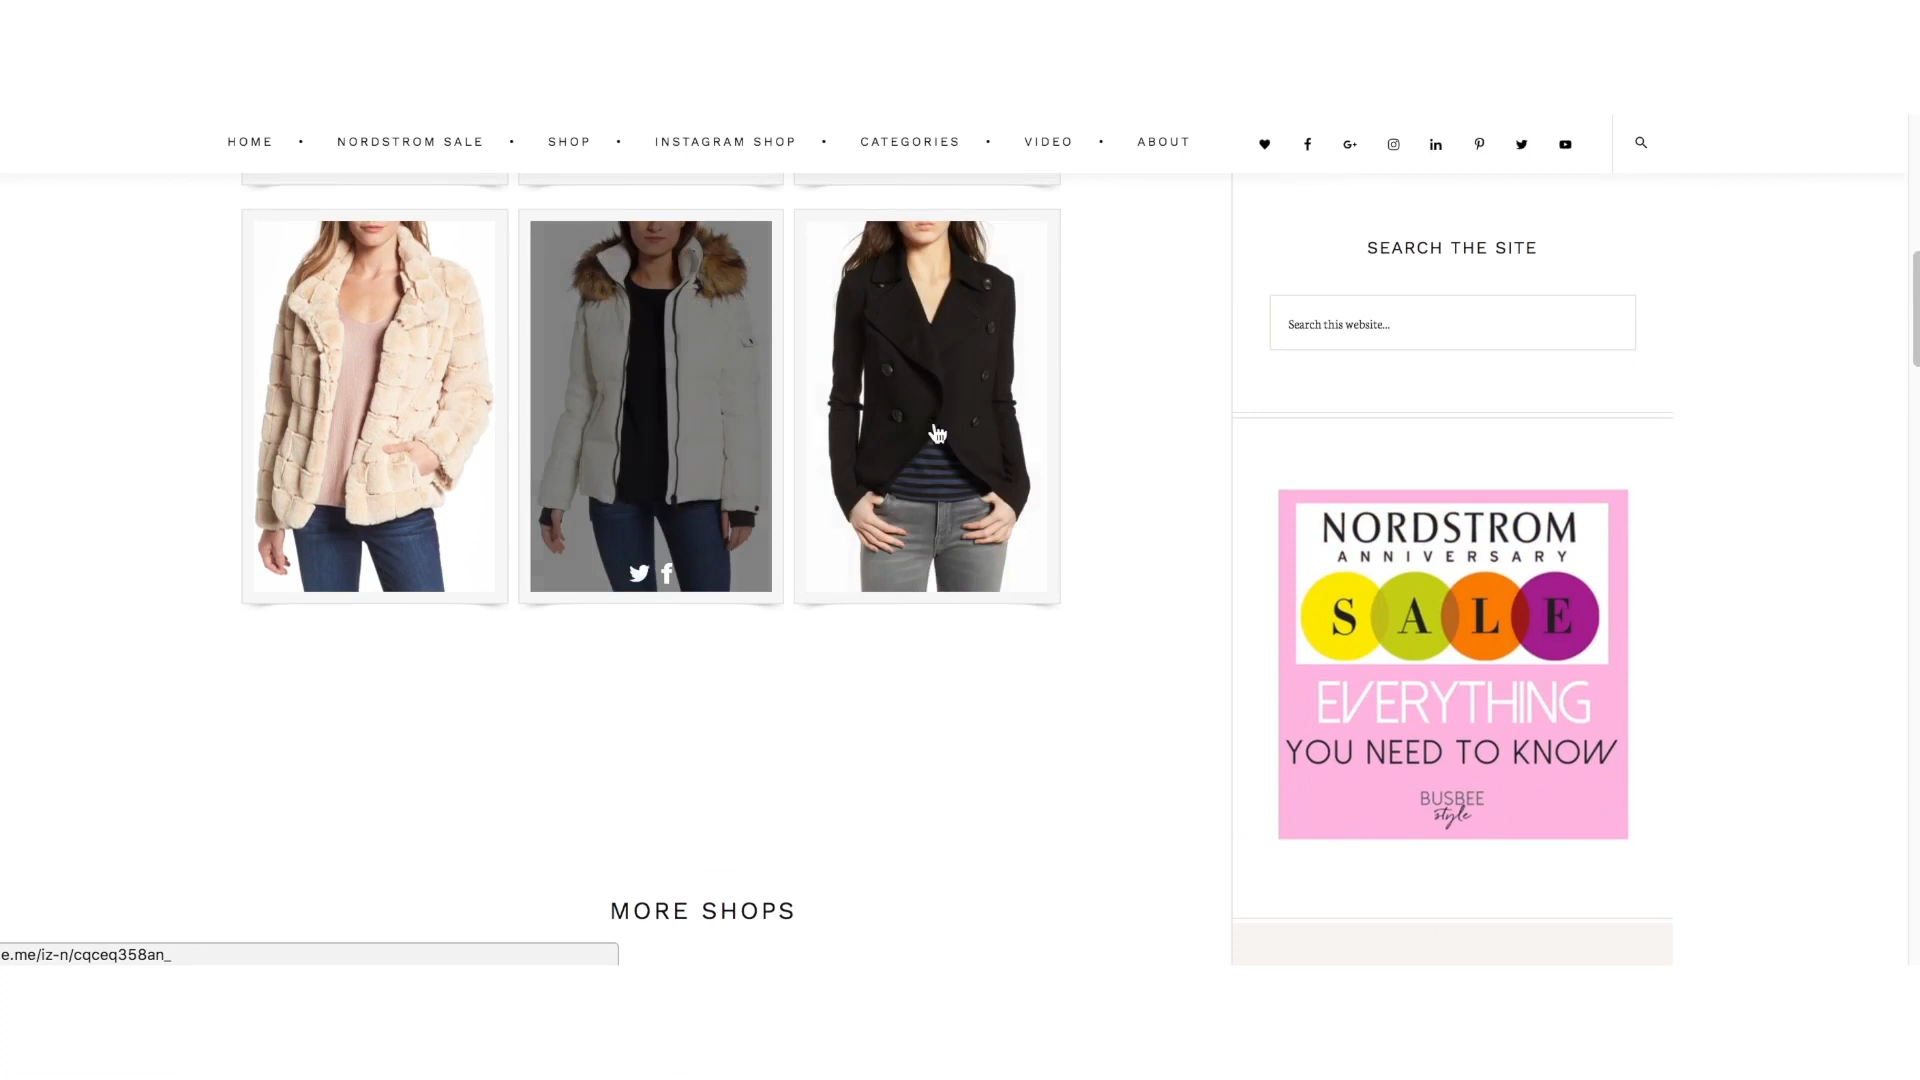 HOME • NORDSTROM SALE • SHOP • INSTAGRAM SHOP • CATEGORIES • VIDEO • ABOUT
SEARCH THE SITE
Search this website...
NORDSTROM
ANNIVERSARY
SALE
EVERYTHING
YOU NEED TO KNOW
BUSBEE
style
MORE SHOPS
e.me/iz-n/cqceq358an_